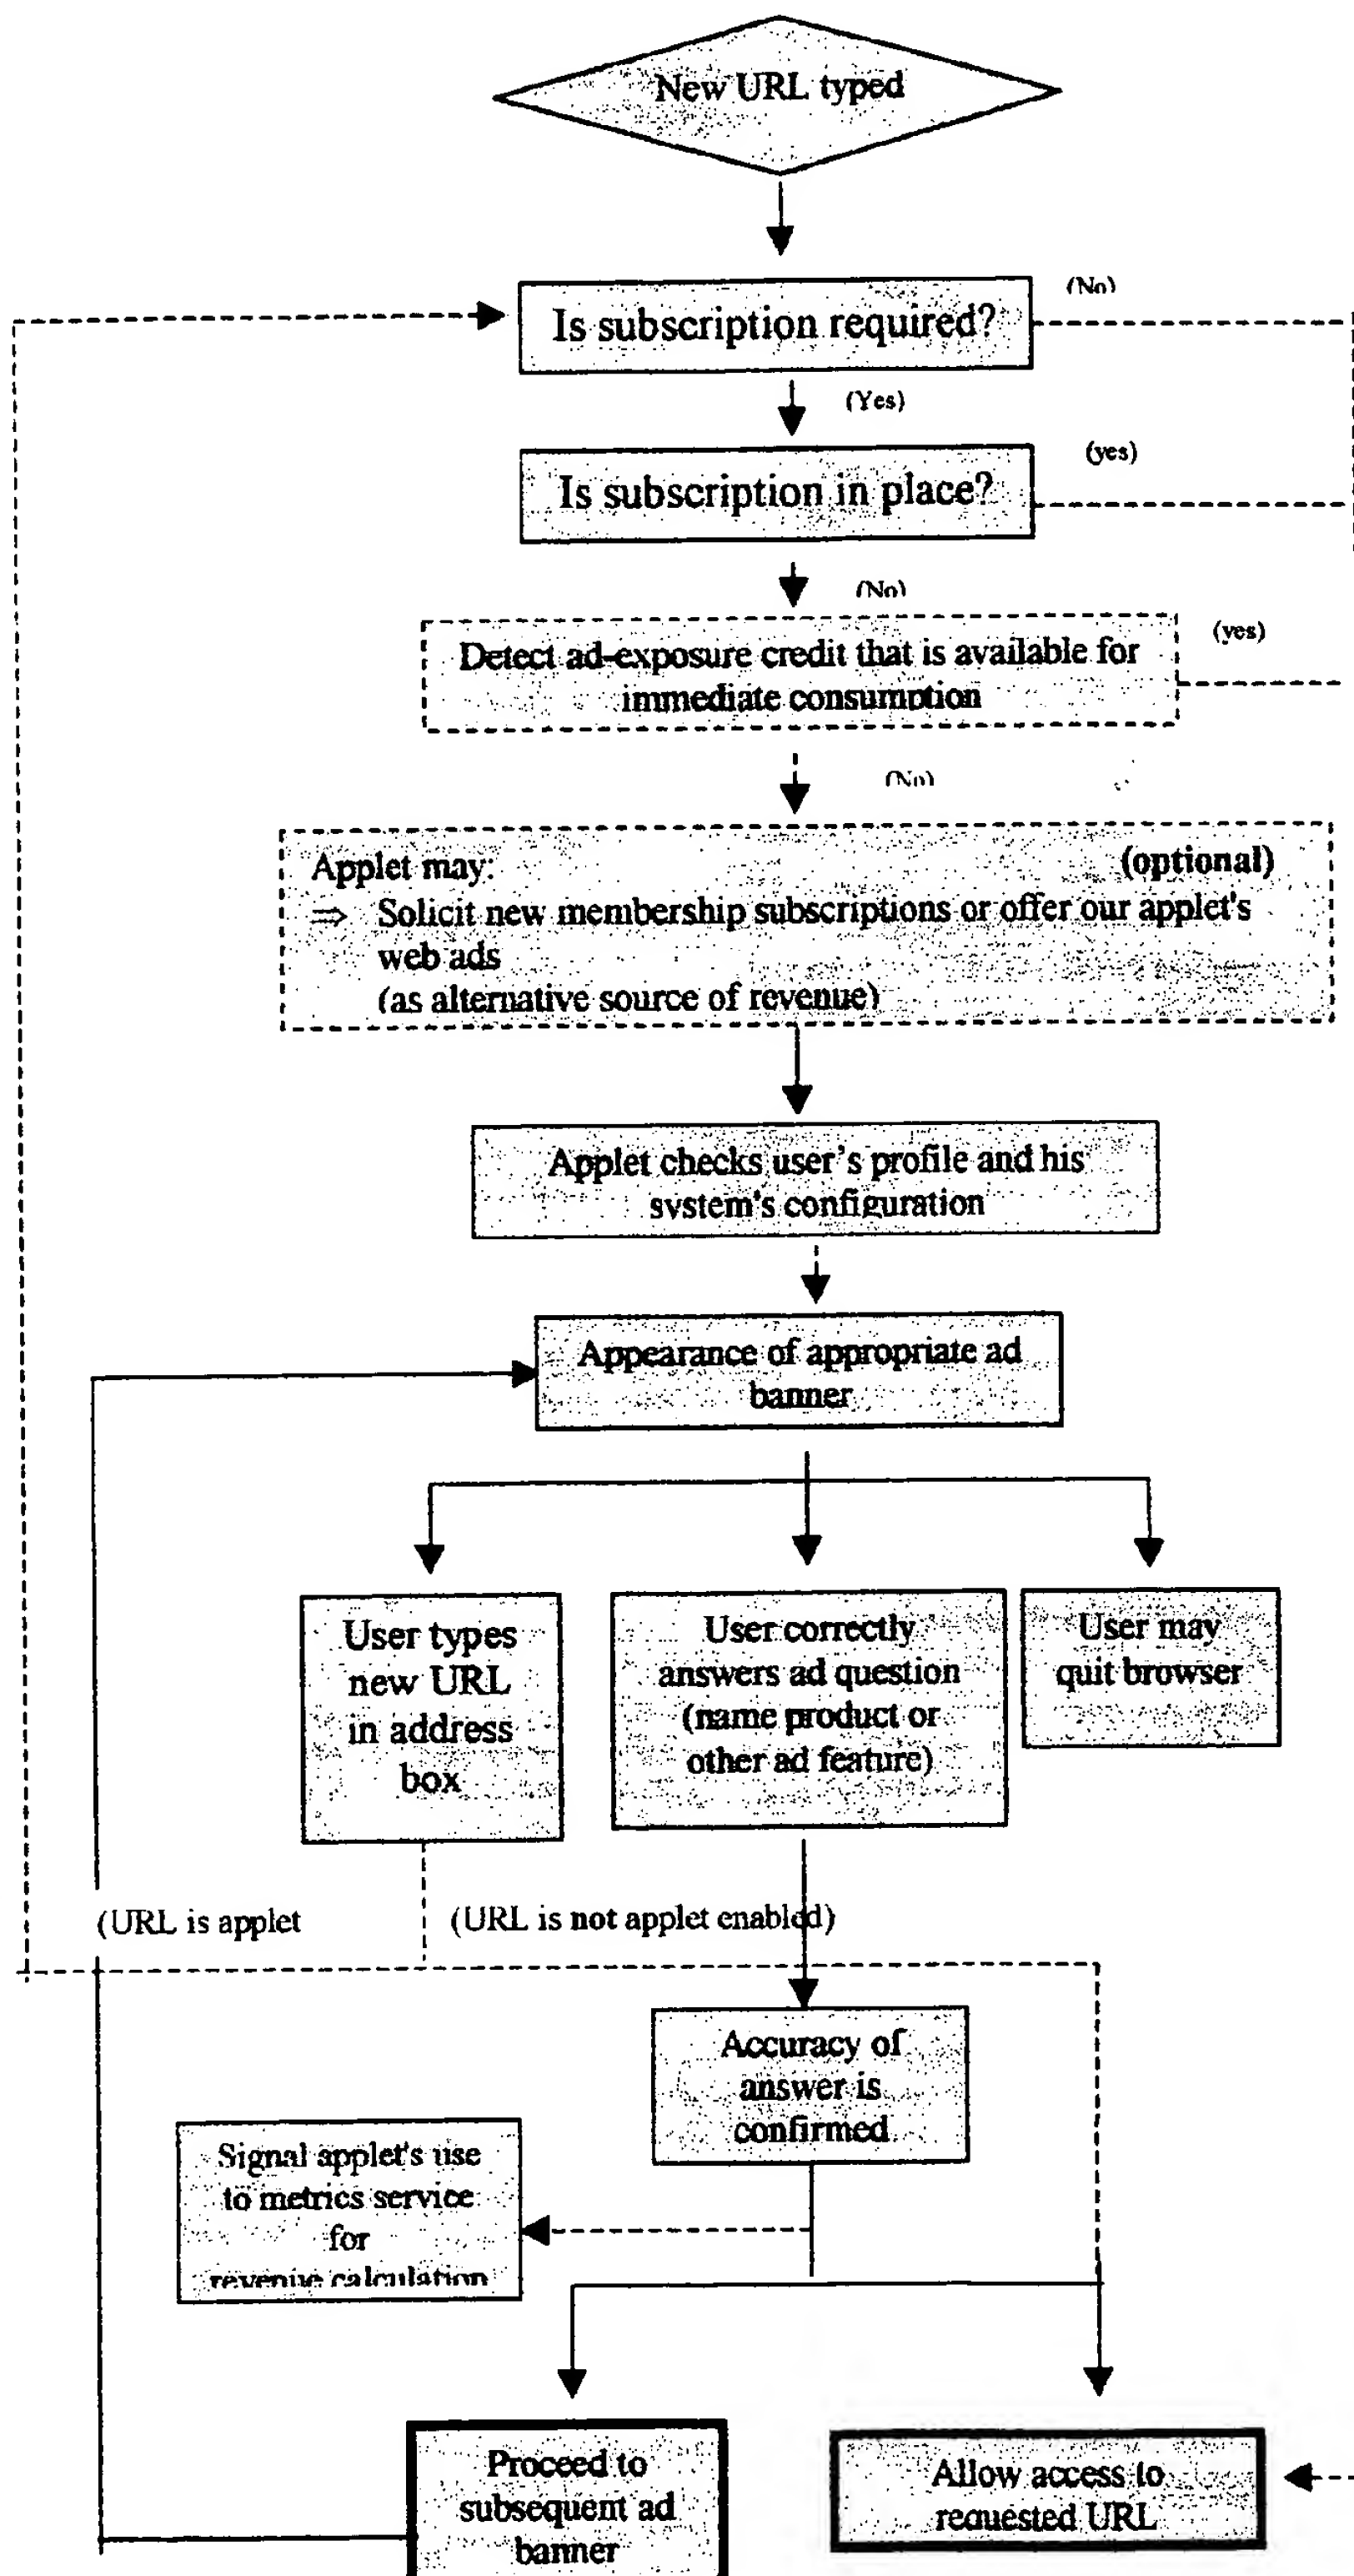 New URL typed
Is subscription required?
(No)
(Yes)
Is subscription in place?
(yes)
(No)
Detect ad-exposure credit that is available for
immediate consumption
(yes)
(No)
Applet may:
(optional)
⇒ Solicit new membership subscriptions or offer our applet's
web ads
(as alternative source of revenue)
Applet checks user's profile and his
system's configuration
Appearance of appropriate ad
banner
User types
new URL
in address
box
User correctly
answers ad question
(name product or
other ad feature)
User may
quit browser
(URL is applet
(URL is not applet enabled)
Accuracy of
answer is
confirmed
Signal applet's use
to metrics service
for
revenue calculation
Proceed to
subsequent ad
banner
Allow access to
requested URL